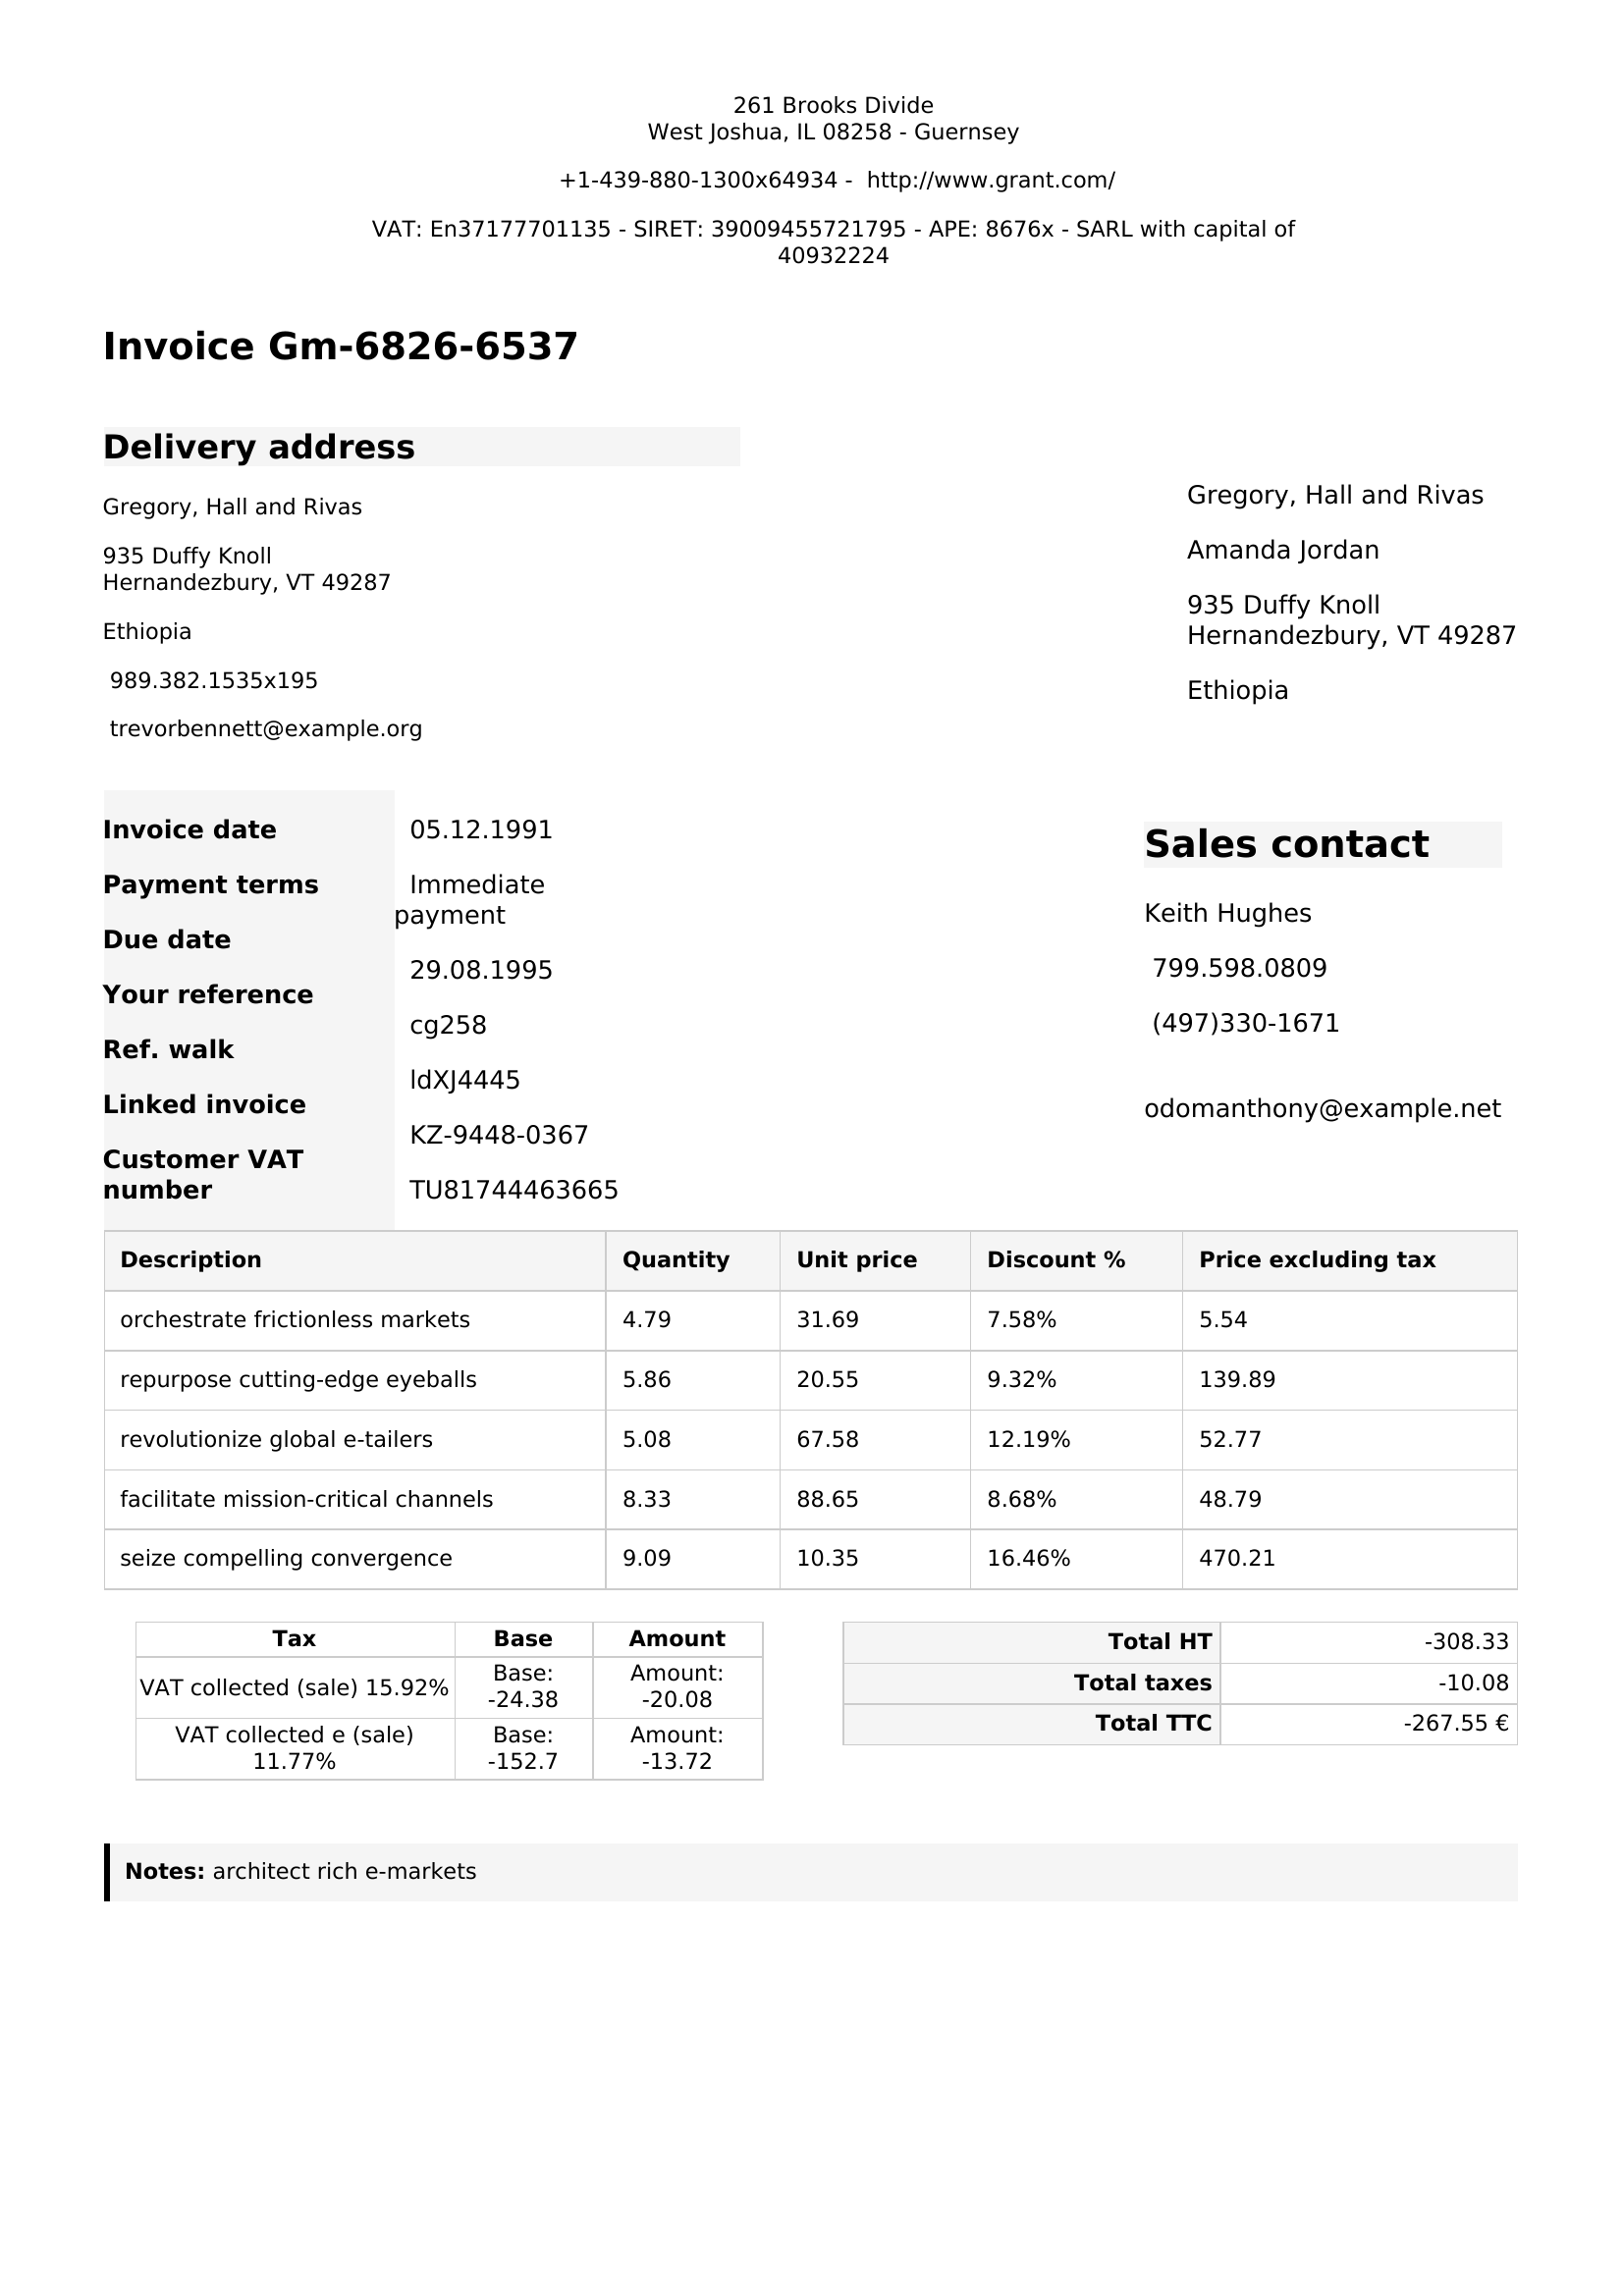 261 Brooks Divide
West Joshua, IL 08258 - Guernsey
+1-439-880-1300x64934 - http://www.grant.com/
VAT: En37177701135 - SIRET: 39009455721795 - APE: 8676x - SARL with capital of
40932224
Invoice Gm-6826-6537
Delivery address
Gregory, Hall and Rivas
935 Duffy Knoll
Hernandezbury, VT 49287
Ethiopia
989.382.1535x195
trevorbennett@example.org
Gregory, Hall and Rivas
Amanda Jordan
935 Duffy Knoll
Hernandezbury, VT 49287
Ethiopia
Invoice date
Payment terms
Due date
Your reference
Ref. walk
Linked invoice
Customer VAT
number
05.12.1991
Immediate
payment
29.08.1995
cg258
ldXJ4445
KZ-9448-0367
TU81744463665
Sales contact
Keith Hughes
799.598.0809
(497)330-1671
odomanthony@example.net
Description Quantity Unit price Discount % Price excluding tax
orchestrate frictionless markets 4.79 31.69 7.58% 5.54
repurpose cutting-edge eyeballs 5.86 20.55 9.32% 139.89
revolutionize global e-tailers 5.08 67.58 12.19% 52.77
facilitate mission-critical channels 8.33 88.65 8.68% 48.79
seize compelling convergence 9.09 10.35 16.46% 470.21
Tax Base Amount
VAT collected (sale) 15.92% Base: -24.38 Amount: -20.08
VAT collected e (sale) 11.77% Base: -152.7 Amount: -13.72
Total HT -308.33
Total taxes -10.08
Total TTC -267.55 €
Notes: architect rich e-markets